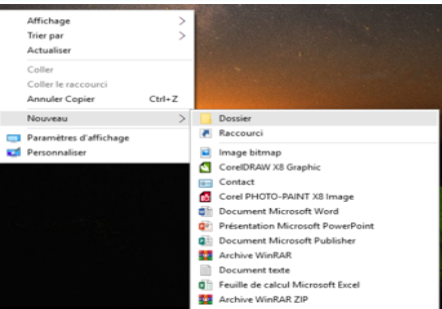 Affichage
Trier par
Actualiser
Coller
Coller le raccourci
Annuler Copier Ctrl+Z
Nouveau
Paramètres d'affichage
Personnaliser
Dossier
Raccourci
Image bitmap
CorelDRAW X8 Graphic
Contact
Corel PHOTO-PAINT X8 Image
Document Microsoft Word
Présentation Microsoft PowerPoint
Document Microsoft Publisher
Archive WinRAR
Document texte
Feuille de calcul Microsoft Excel
Archive WinRAR ZIP